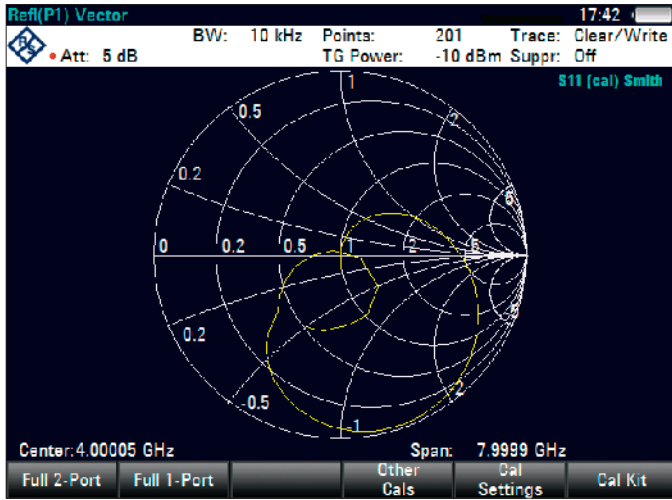 Refl(P1) Vector 17:42
BW: 10 kHz Points: 201 Trace: Clear/Write
Att: 5 dB TG Power: -10 dBm Suppr: Off
S11 (cal) Smith
1
0.5 2
0.2 5
0 0.2 0.5 1 2 5
0.2 5
-0.5 -2
1
Center:4.00005 GHz Span: 7.9999 GHz
Full 2-Port Full 1-Port Other Cals Cal Settings Cal Kit